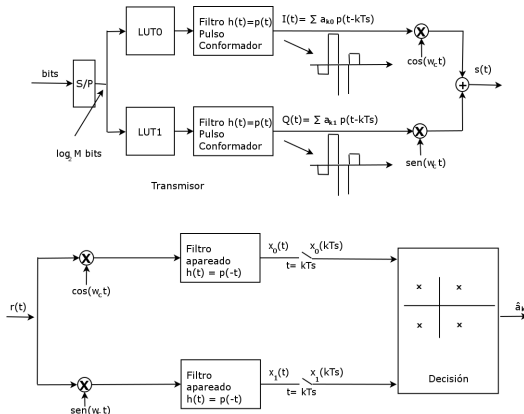 bits
S/P
log2 M bits
LUT0
Filtro h(t)=p(t)
Pulso
Conformador
I(t)= ∑ ak0 p(t-kTs)
X
cos(wct)
s(t)
+
LUT1
Filtro h(t)=p(t)
Pulso
Conformador
Q(t)= ∑ ak1 p(t-kTs)
X
sen(wct)
Transmisor
r(t)
X
cos(wct)
Filtro
apareado
h(t) = p(-t)
x0(t)
x0(kTs)
t= kTs
X
sen(wct)
Filtro
apareado
h(t) = p(-t)
x1(t)
x1(kTs)
t= kTs
× ×
× ×
Decisión
âk